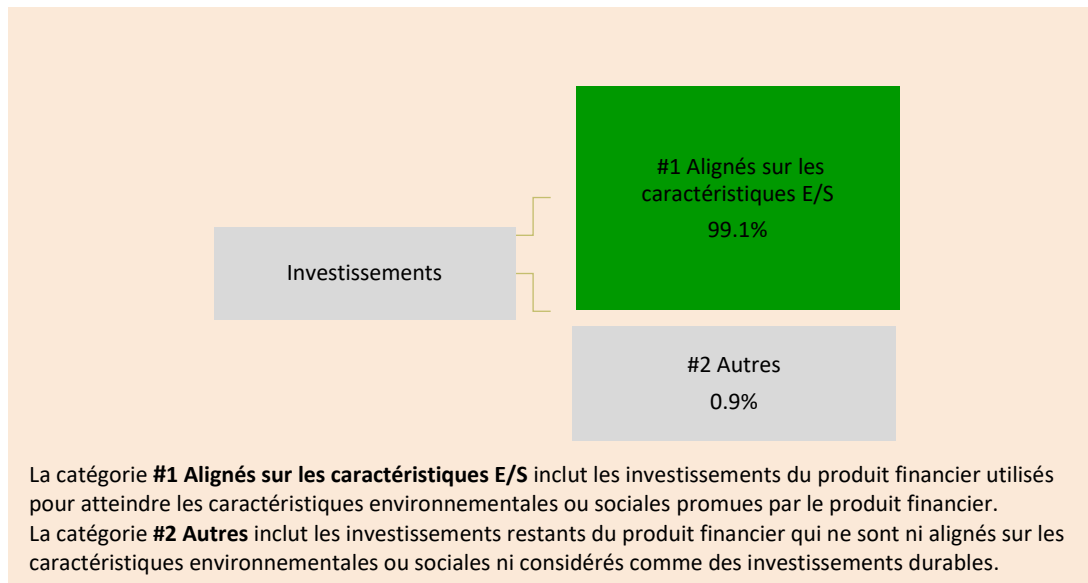 #1 Alignés sur les
caractéristiques E/S
99.1%
Investissements
#2 Autres
0.9%
La catégorie #1 Alignés sur les caractéristiques E/S inclut les investissements du produit financier utilisés
pour atteindre les caractéristiques environnementales ou sociales promues par le produit financier.
La catégorie #2 Autres inclut les investissements restants du produit financier qui ne sont ni alignés sur les
caractéristiques environnementales ou sociales ni considérés comme des investissements durables.